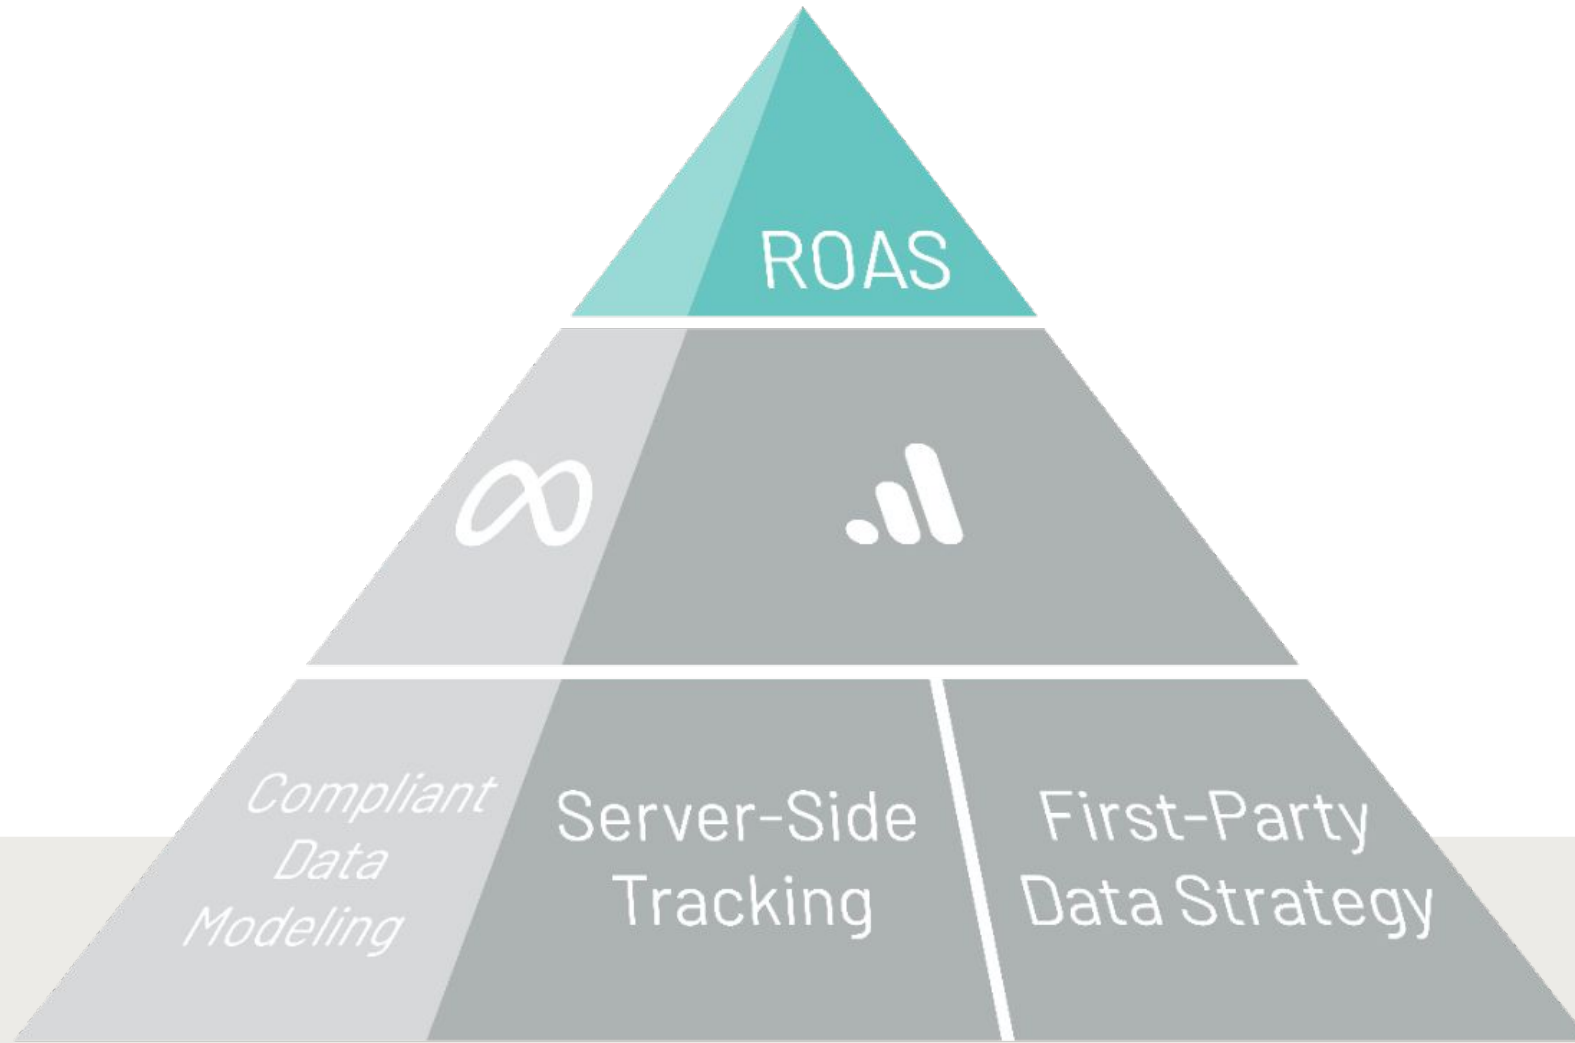 ROAS
Compliant
Data
Modeling
Server-Side
Tracking
First-Party
Data Strategy